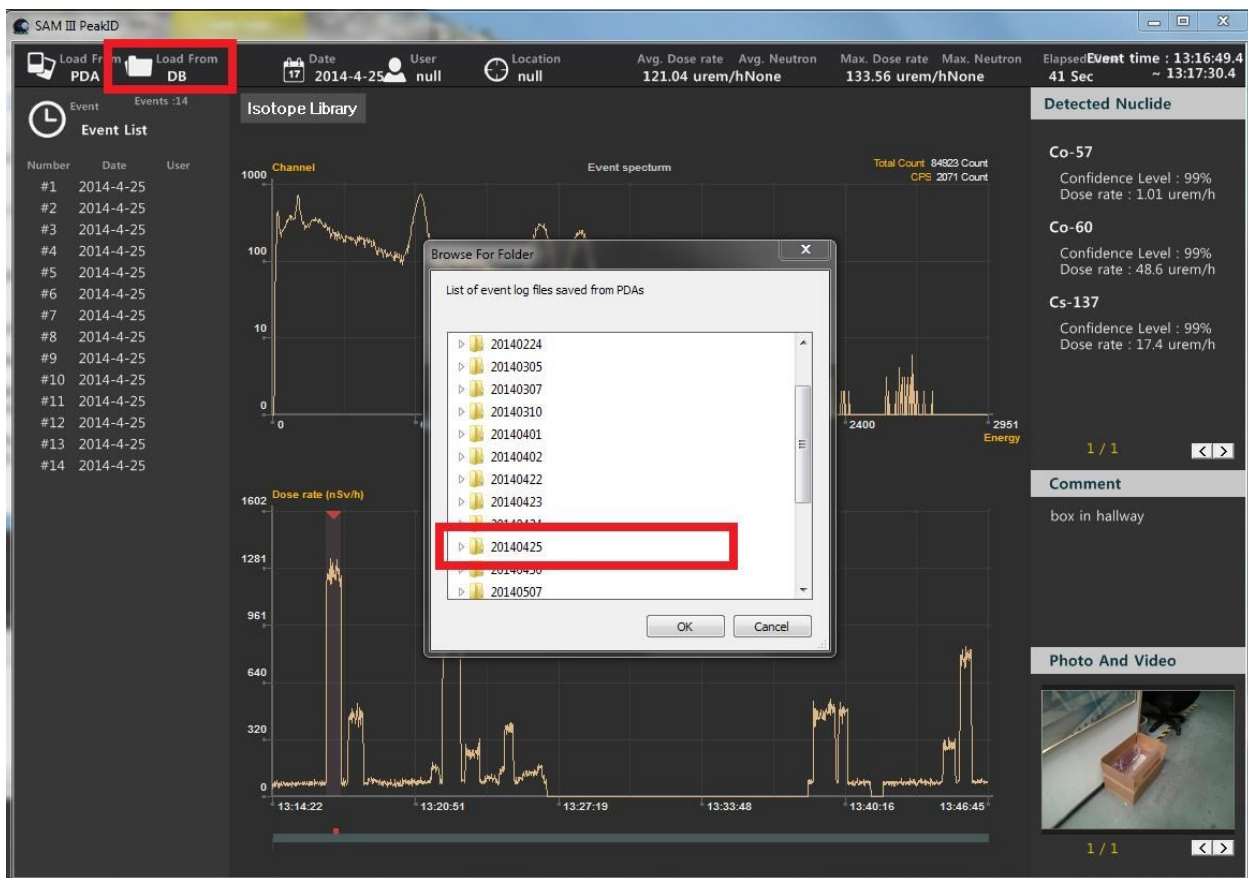 SAM III PeakID
Load From
PDA
Load From
DB
Date
2014-4-25
User
null
Location
null
Avg. Dose rate Avg. Neutron
121.04 urem/hNone
Max. Dose rate Max. Neutron
133.56 urem/hNone
Elapsed
41 Sec
Event time : 13:16:49.4
~ 13:17:30.4
Event Events :14
Event List
Number Date User
#1 2014-4-25
#2 2014-4-25
#3 2014-4-25
#4 2014-4-25
#5 2014-4-25
#6 2014-4-25
#7 2014-4-25
#8 2014-4-25
#9 2014-4-25
#10 2014-4-25
#11 2014-4-25
#12 2014-4-25
#13 2014-4-25
#14 2014-4-25
Isotope Library
Channel
Event specturm
Total Count 84923 Count
CPS 2071 Count
1000
100
10
0
0
2400
2951
Energy
Browse For Folder
List of event log files saved from PDAs
20140224
20140305
20140307
20140310
20140401
20140402
20140422
20140423
20140425
20140507
OK Cancel
Dose rate (nSv/h)
1602
1281
961
640
320
0
13:14:22 13:20:51 13:27:19 13:33:48 13:40:16 13:46:45
Detected Nuclide
Co-57
Confidence Level : 99%
Dose rate : 1.01 urem/h
Co-60
Confidence Level : 99%
Dose rate : 48.6 urem/h
Cs-137
Confidence Level : 99%
Dose rate : 17.4 urem/h
1 / 1
Comment
box in hallway
Photo And Video
1 / 1